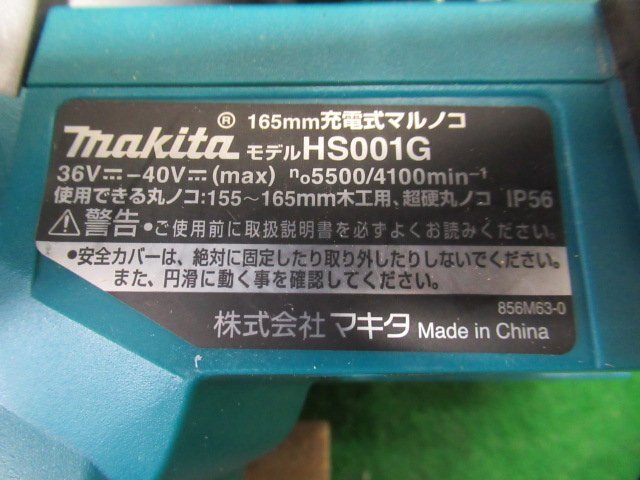 ® 165mm充電式マルノコ
makita モデルHS001G
36V⎓-40V⎓(max) n₀5500/4100min⁻¹
使用できる丸ノコ:155～165mm木工用、超硬丸ノコ IP56
⚠警告●ご使用前に取扱説明書を必ずよくお読みください。
●安全カバーは、絶対に固定したり取り外したりしないでください。
また、円滑に動く事を確認してください。
856M63-0
株式会社マキタ Made in China